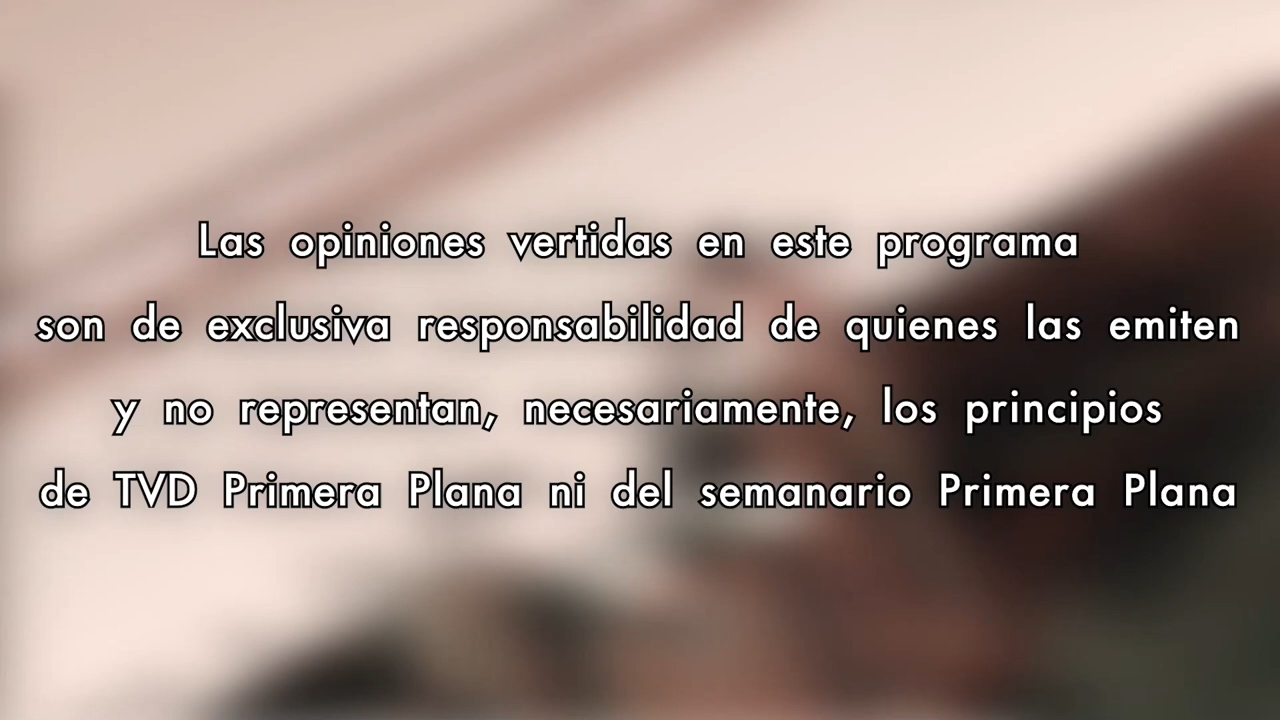 Las opiniones vertidas en este programa
son de exclusiva responsabilidad de quienes las emiten
y no representan, necesariamente, los principios
de TVD Primera Plana ni del semanario Primera Plana